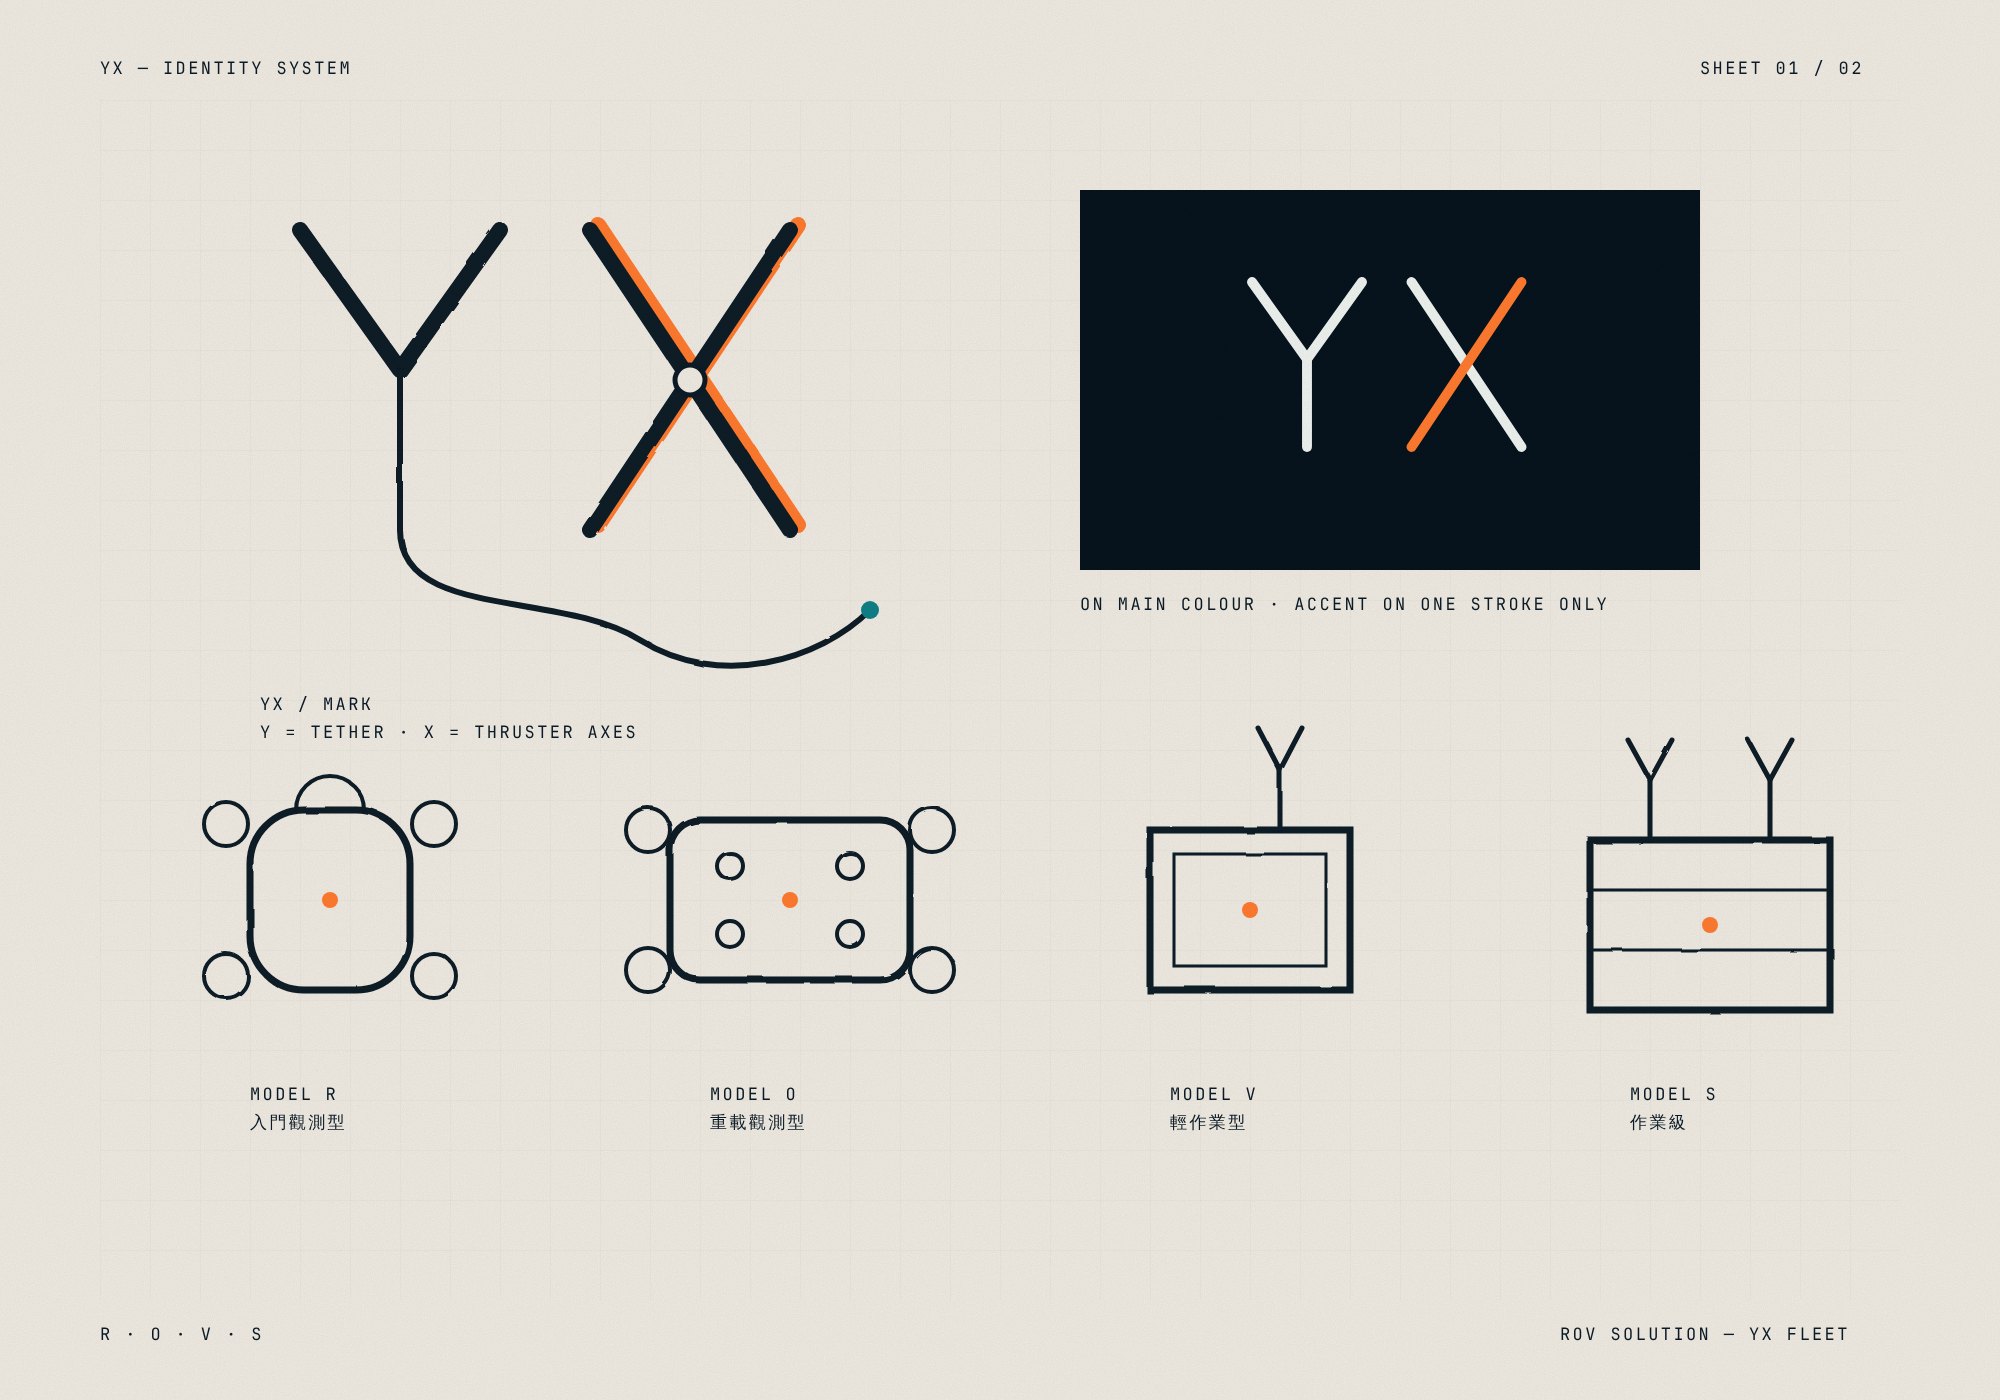 YX — IDENTITY SYSTEM
SHEET 01 / 02
YX
YX
ON MAIN COLOUR · ACCENT ON ONE STROKE ONLY
YX / MARK
Y = TETHER · X = THRUSTER AXES
MODEL R
入門觀測型
MODEL O
重載觀測型
MODEL V
輕作業型
MODEL S
作業級
R · O · V · S
ROV SOLUTION — YX FLEET